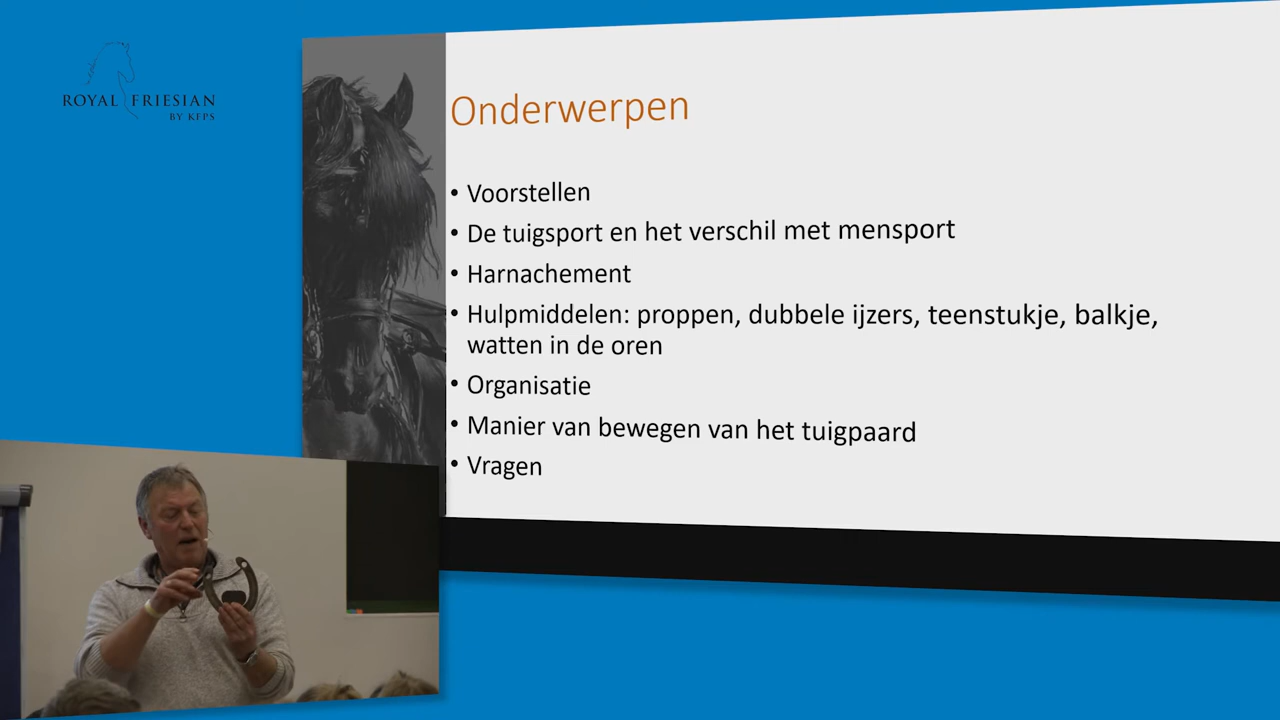 ROYAL FRIESIAN
BY KFPS
Onderwerpen
• Voorstellen
• De tuigsport en het verschil met mensport
• Harnachement
• Hulpmiddelen: proppen, dubbele ijzers, teenstukje, balkje,
watten in de oren
• Organisatie
• Manier van bewegen van het tuigpaard
• Vragen